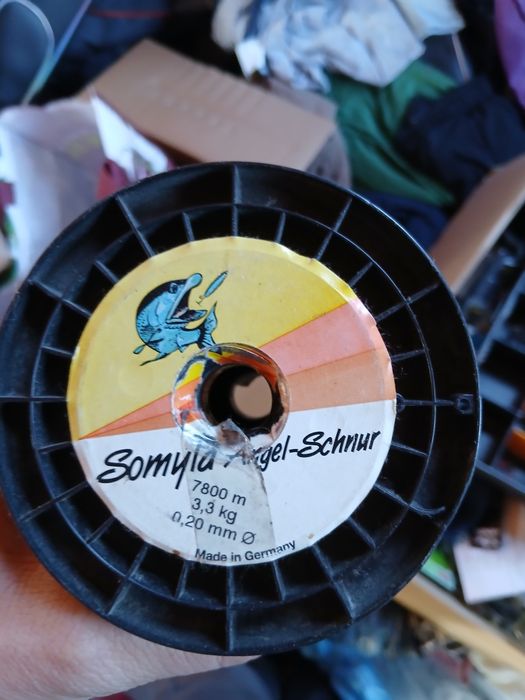 Somyla Angel-Schnur
7800 m
3,3 kg
0,20 mm Ø
Made in Germany